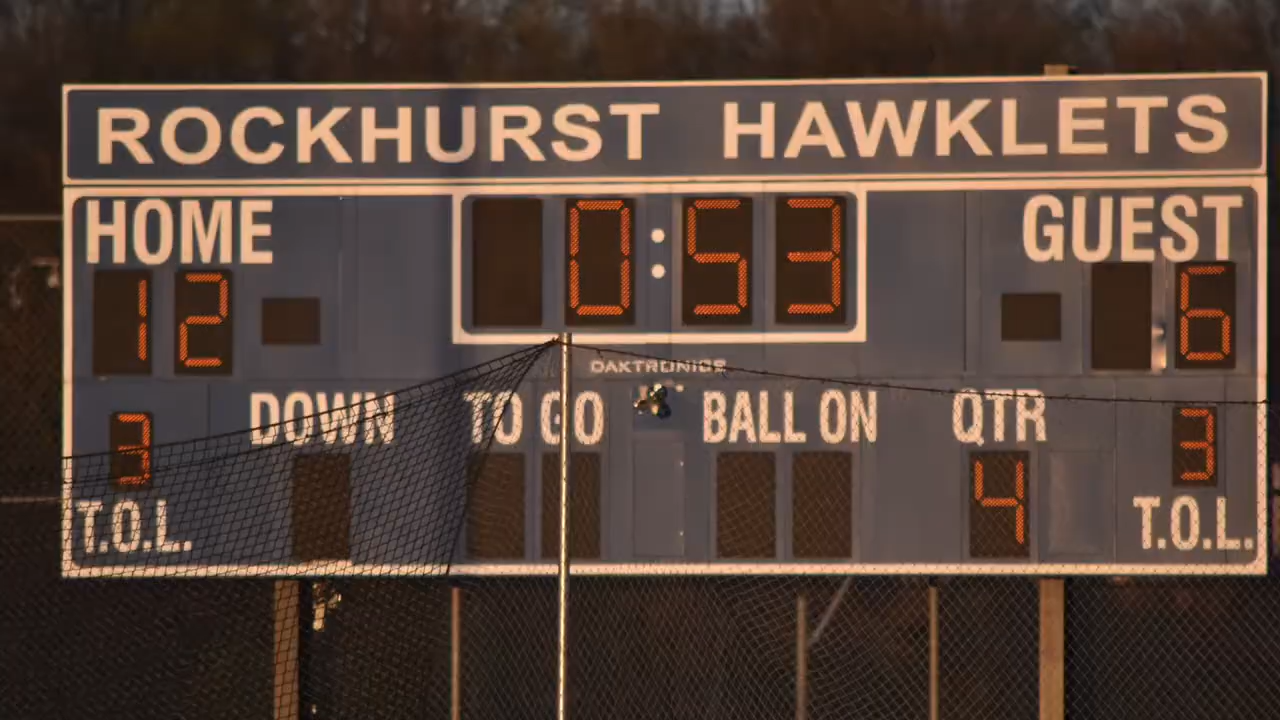 ROCKHURST HAWKLETS
HOME 0:53 GUEST
12 6
DAKTRONICS
DOWN TO GO BALL ON QTR
3 4 3
T.O.L. T.O.L.